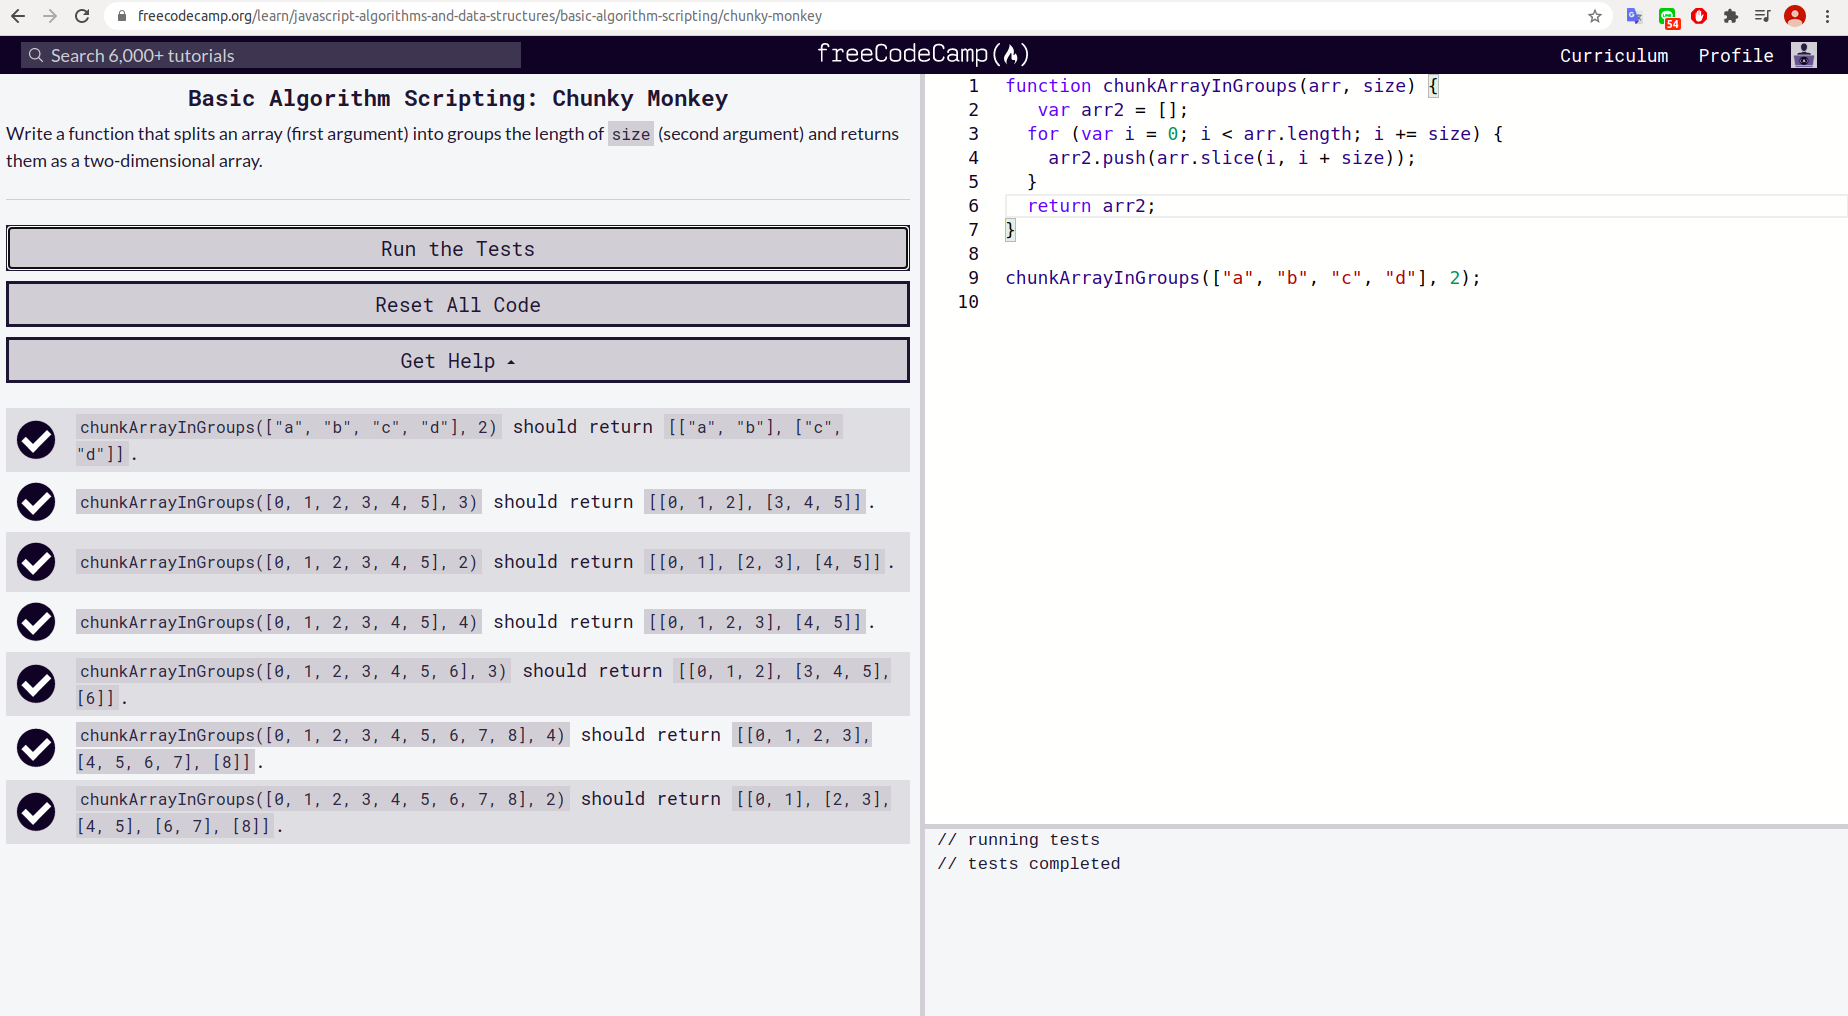 freecodecamp.org/learn/javascript-algorithms-and-data-structures/basic-algorithm-scripting/chunky-monkey
54
Search 6,000+ tutorials
freeCodeCamp
Curriculum
Profile
Basic Algorithm Scripting: Chunky Monkey
Write a function that splits an array (first argument) into groups the length of size (second argument) and returns
them as a two-dimensional array.
Run the Tests
Reset All Code
Get Help
chunkArrayInGroups(["a", "b", "c", "d"], 2) should return [["a", "b"], ["c",
"d"]].
chunkArrayInGroups([0, 1, 2, 3, 4, 5], 3) should return [[0, 1, 2], [3, 4, 5]].
chunkArrayInGroups([0, 1, 2, 3, 4, 5], 2) should return [[0, 1], [2, 3], [4, 5]].
chunkArrayInGroups([0, 1, 2, 3, 4, 5], 4) should return [[0, 1, 2, 3], [4, 5]].
chunkArrayInGroups([0, 1, 2, 3, 4, 5, 6], 3) should return [[0, 1, 2], [3, 4, 5],
[6]].
chunkArrayInGroups([0, 1, 2, 3, 4, 5, 6, 7, 8], 4) should return [[0, 1, 2, 3],
[4, 5, 6, 7], [8]].
chunkArrayInGroups([0, 1, 2, 3, 4, 5, 6, 7, 8], 2) should return [[0, 1], [2, 3],
[4, 5], [6, 7], [8]].
1 function chunkArrayInGroups(arr, size) {
2    var arr2 = [];
3   for (var i = 0; i < arr.length; i += size) {
4     arr2.push(arr.slice(i, i + size));
5   }
6   return arr2;
7 }
8
9 chunkArrayInGroups(["a", "b", "c", "d"], 2);
10
// running tests
// tests completed